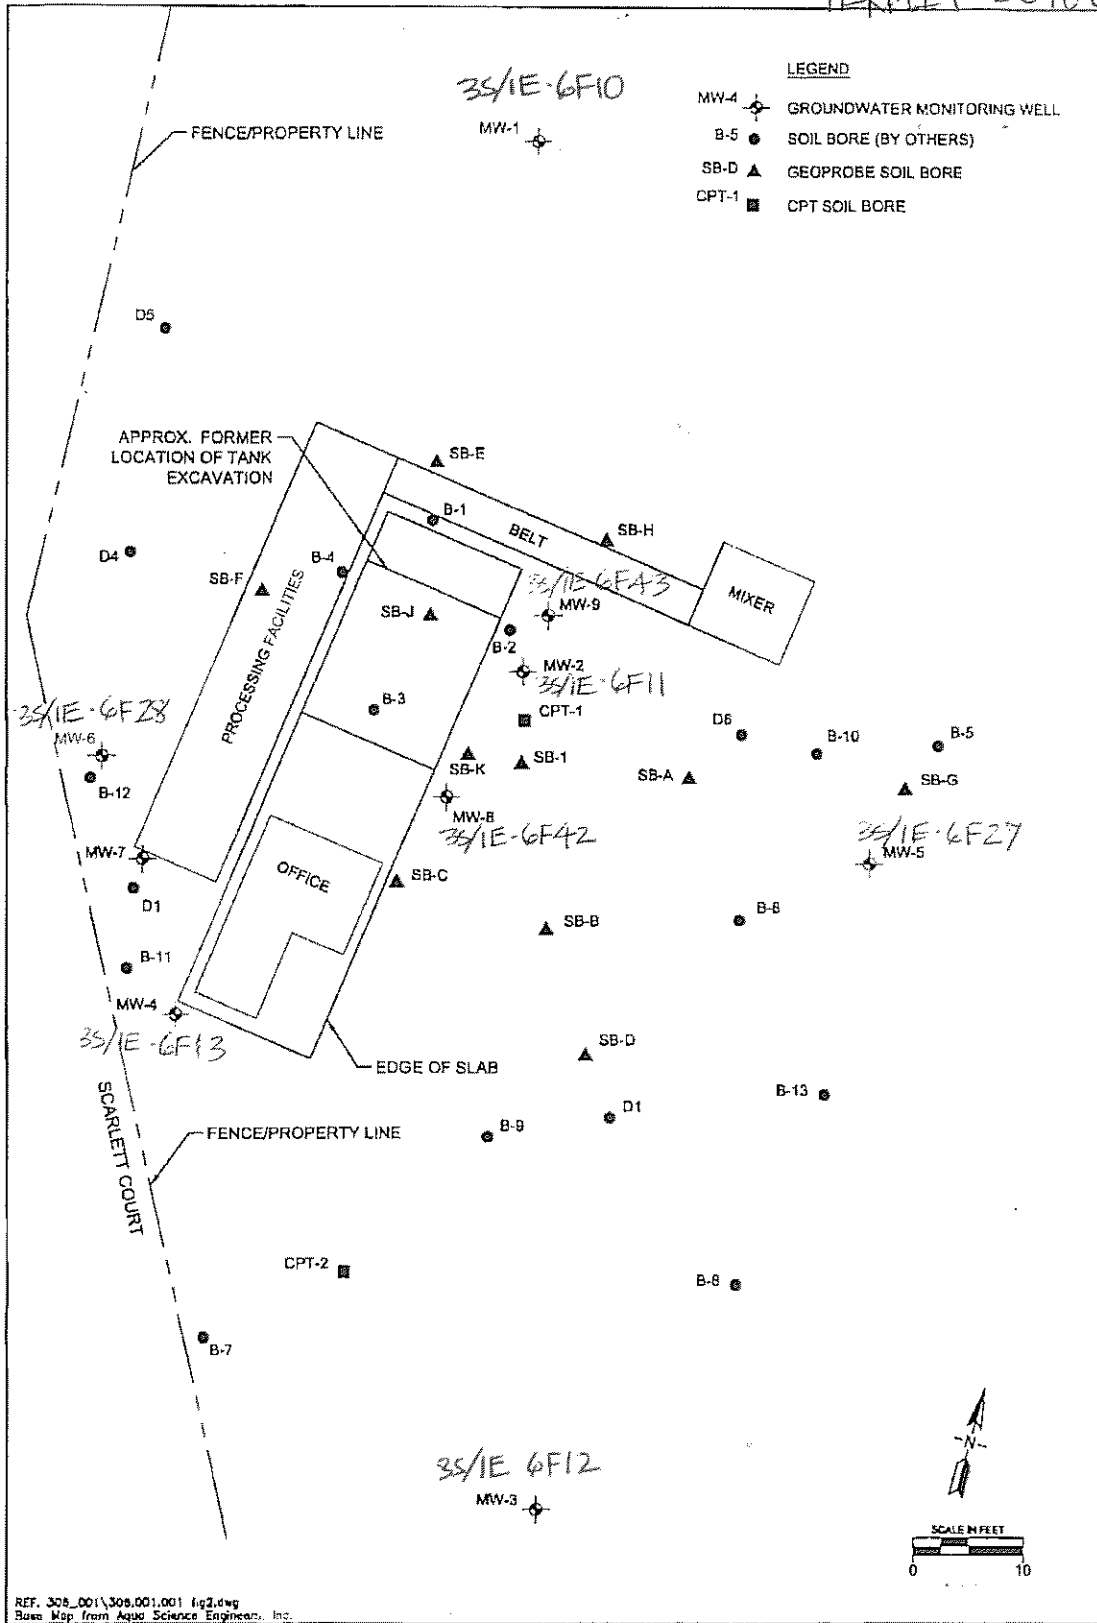 3S/1E-6F10
MW-1
LEGEND
MW-4 GROUNDWATER MONITORING WELL
B-5 SOIL BORE (BY OTHERS)
SB-D GEOPROBE SOIL BORE
CPT-1 CPT SOIL BORE
FENCE/PROPERTY LINE
D5
APPROX. FORMER
LOCATION OF TANK
EXCAVATION
SB-E
B-1
BELT
SB-H
D4
B-4
SB-F
3S/1E-6F43
MIXER
SB-J
MW-9
B-2
PROCESSING FACILITIES
MW-2
3S/1E-6F11
B-3
CPT-1
3S/1E-6F28
MW-6
D6
B-10
B-5
SB-K
SB-1
SB-A
SB-G
B-12
MW-8
3S/1E-6F42
3S/1E-6F27
MW-7
MW-5
OFFICE
SB-C
D1
B-8
SB-B
B-11
MW-4
3S/1E-6F13
SB-D
EDGE OF SLAB
B-13
D1
SCARLETT COURT
FENCE/PROPERTY LINE
B-9
CPT-2
B-8
B-7
N
3S/1E 6F12
MW-3
SCALE IN FEET
0 10
REF. 306_001\306.001.001 fig2.dwg
Base Map from Aqua Science Engineers, Inc.